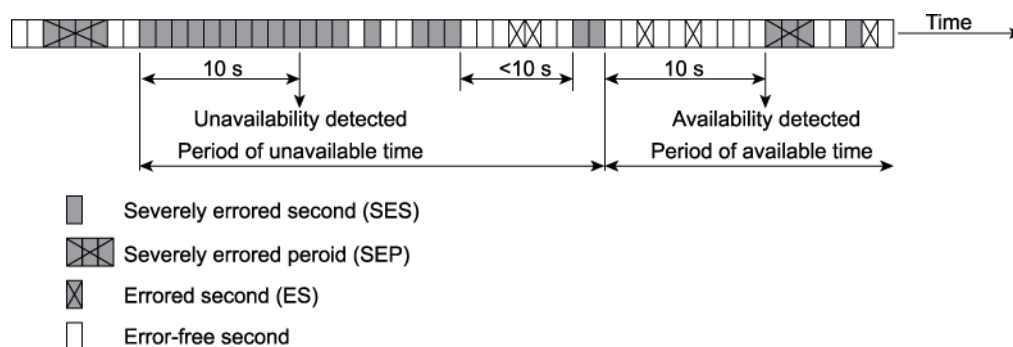 Time
10 s
<10 s
10 s
Unavailability detected
Availability detected
Period of unavailable time
Period of available time
Severely errored second (SES)
Severely errored peroid (SEP)
Errored second (ES)
Error-free second